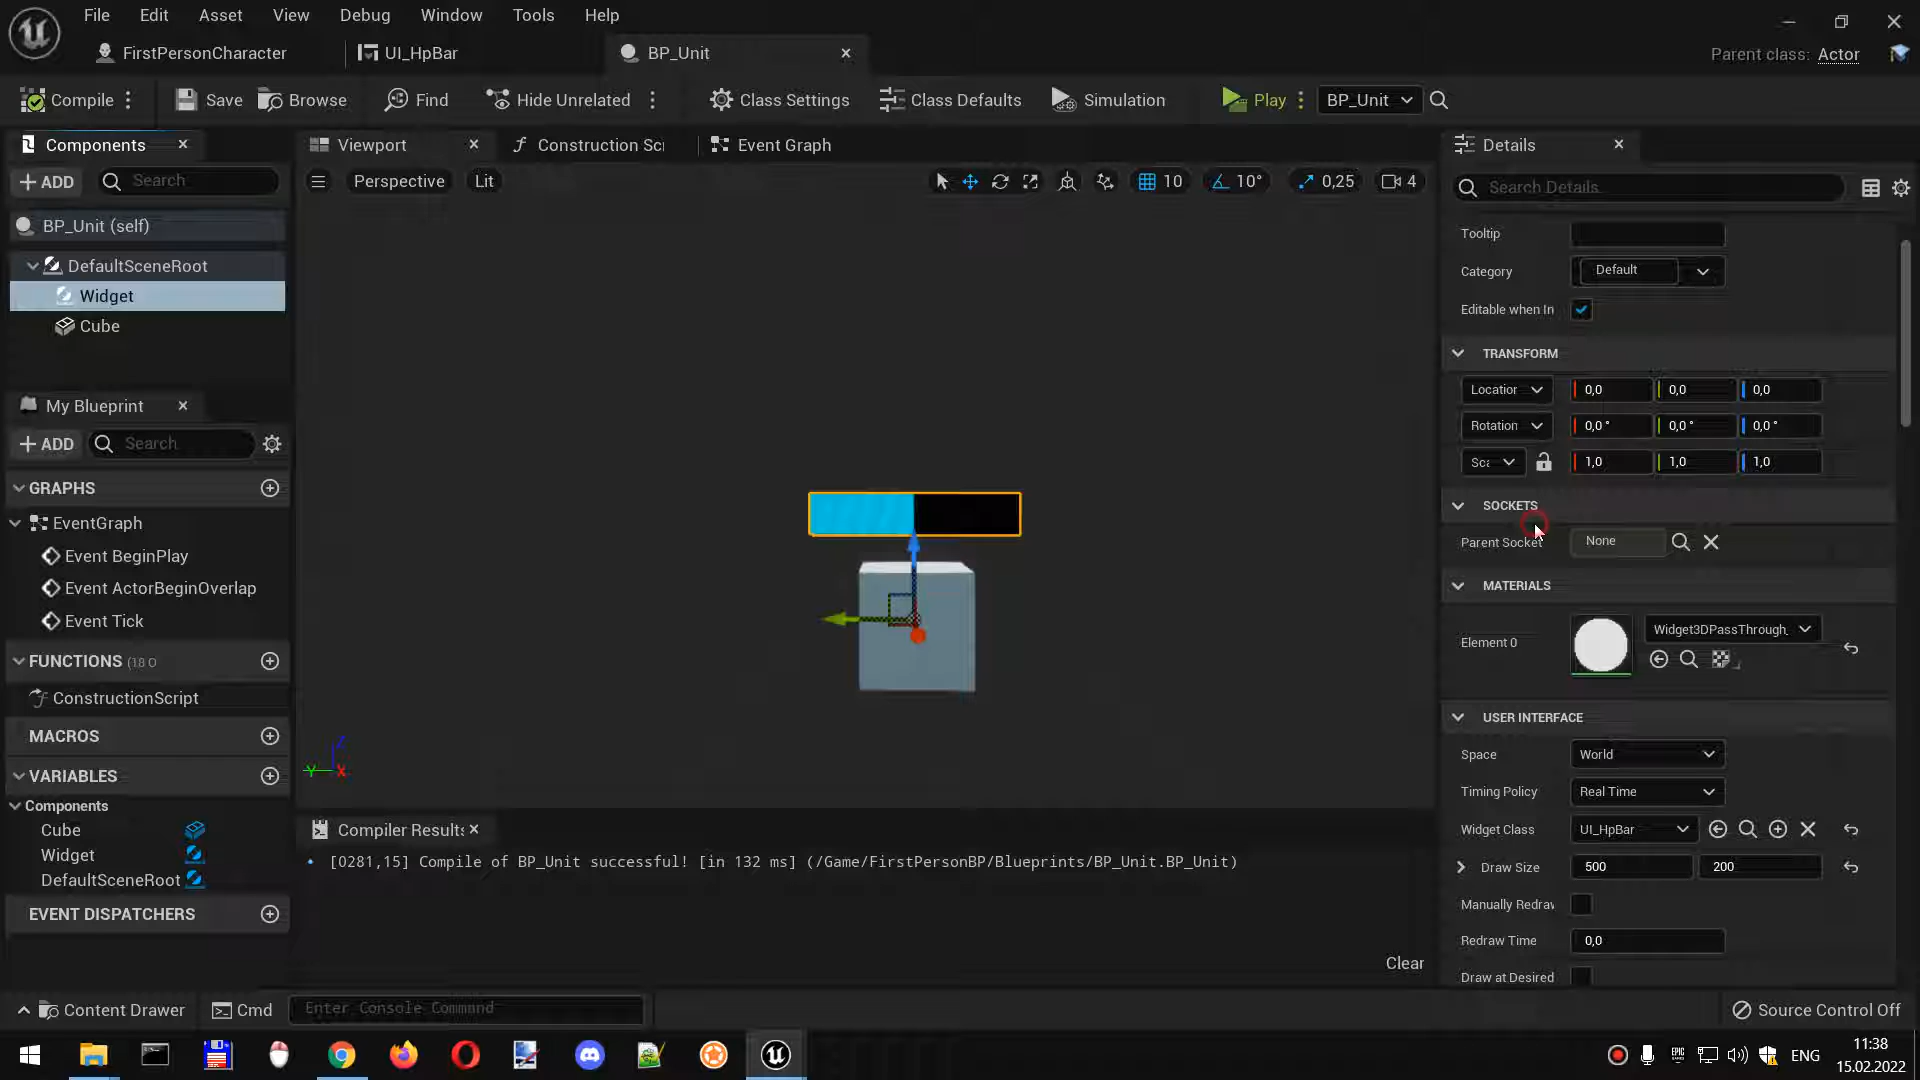 File Edit Asset View Debug Window Tools Help
FirstPersonCharacter UI_HpBar BP_Unit Parent class: Actor
Compile Save Browse Find Hide Unrelated Class Settings Class Defaults Simulation Play BP_Unit
Components Viewport Construction Scr Event Graph Details
ADD Search Perspective Lit 10 10° 0,25 4 Search Details
BP_Unit (self)
DefaultSceneRoot
Widget
Cube
Tooltip
Category Default
Editable when In
TRANSFORM
Location 0,0 0,0 0,0
Rotation 0,0 ° 0,0 ° 0,0 °
Sca 1,0 1,0 1,0
SOCKETS
Parent Socket None
MATERIALS
Element 0 Widget3DPassThrough_
USER INTERFACE
Space World
Timing Policy Real Time
Widget Class UI_HpBar
Draw Size 500 200
Manually Redraw
Redraw Time 0,0
Draw at Desired
My Blueprint
ADD Search
GRAPHS
EventGraph
Event BeginPlay
Event ActorBeginOverlap
Event Tick
FUNCTIONS (18 O
ConstructionScript
MACROS
VARIABLES
Components
Cube
Widget
DefaultSceneRoot
EVENT DISPATCHERS
Z
Y X
Compiler Results
[0281,15] Compile of BP_Unit successful! [in 132 ms] (/Game/FirstPersonBP/Blueprints/BP_Unit.BP_Unit)
Clear
Content Drawer Cmd Enter Console Command Source Control Off
EPIC ENG 11:38
15.02.2022